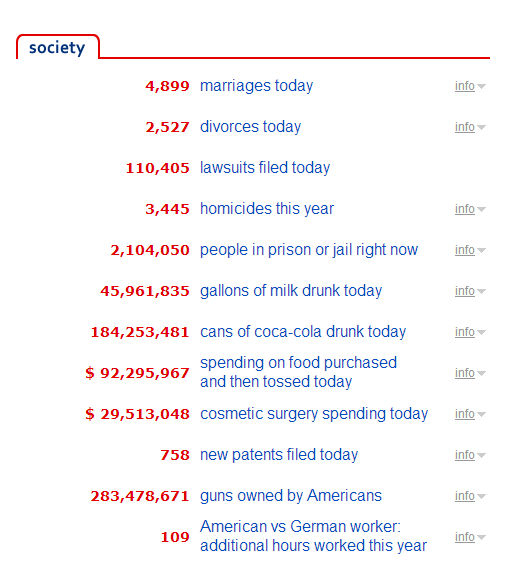 society
4,899 marriages today info
2,527 divorces today info
110,405 lawsuits filed today
3,445 homicides this year info
2,104,050 people in prison or jail right now info
45,961,835 gallons of milk drunk today info
184,253,481 cans of coca-cola drunk today info
$ 92,295,967 spending on food purchased
and then tossed today info
$ 29,513,048 cosmetic surgery spending today info
758 new patents filed today info
283,478,671 guns owned by Americans info
109 American vs German worker:
additional hours worked this year info